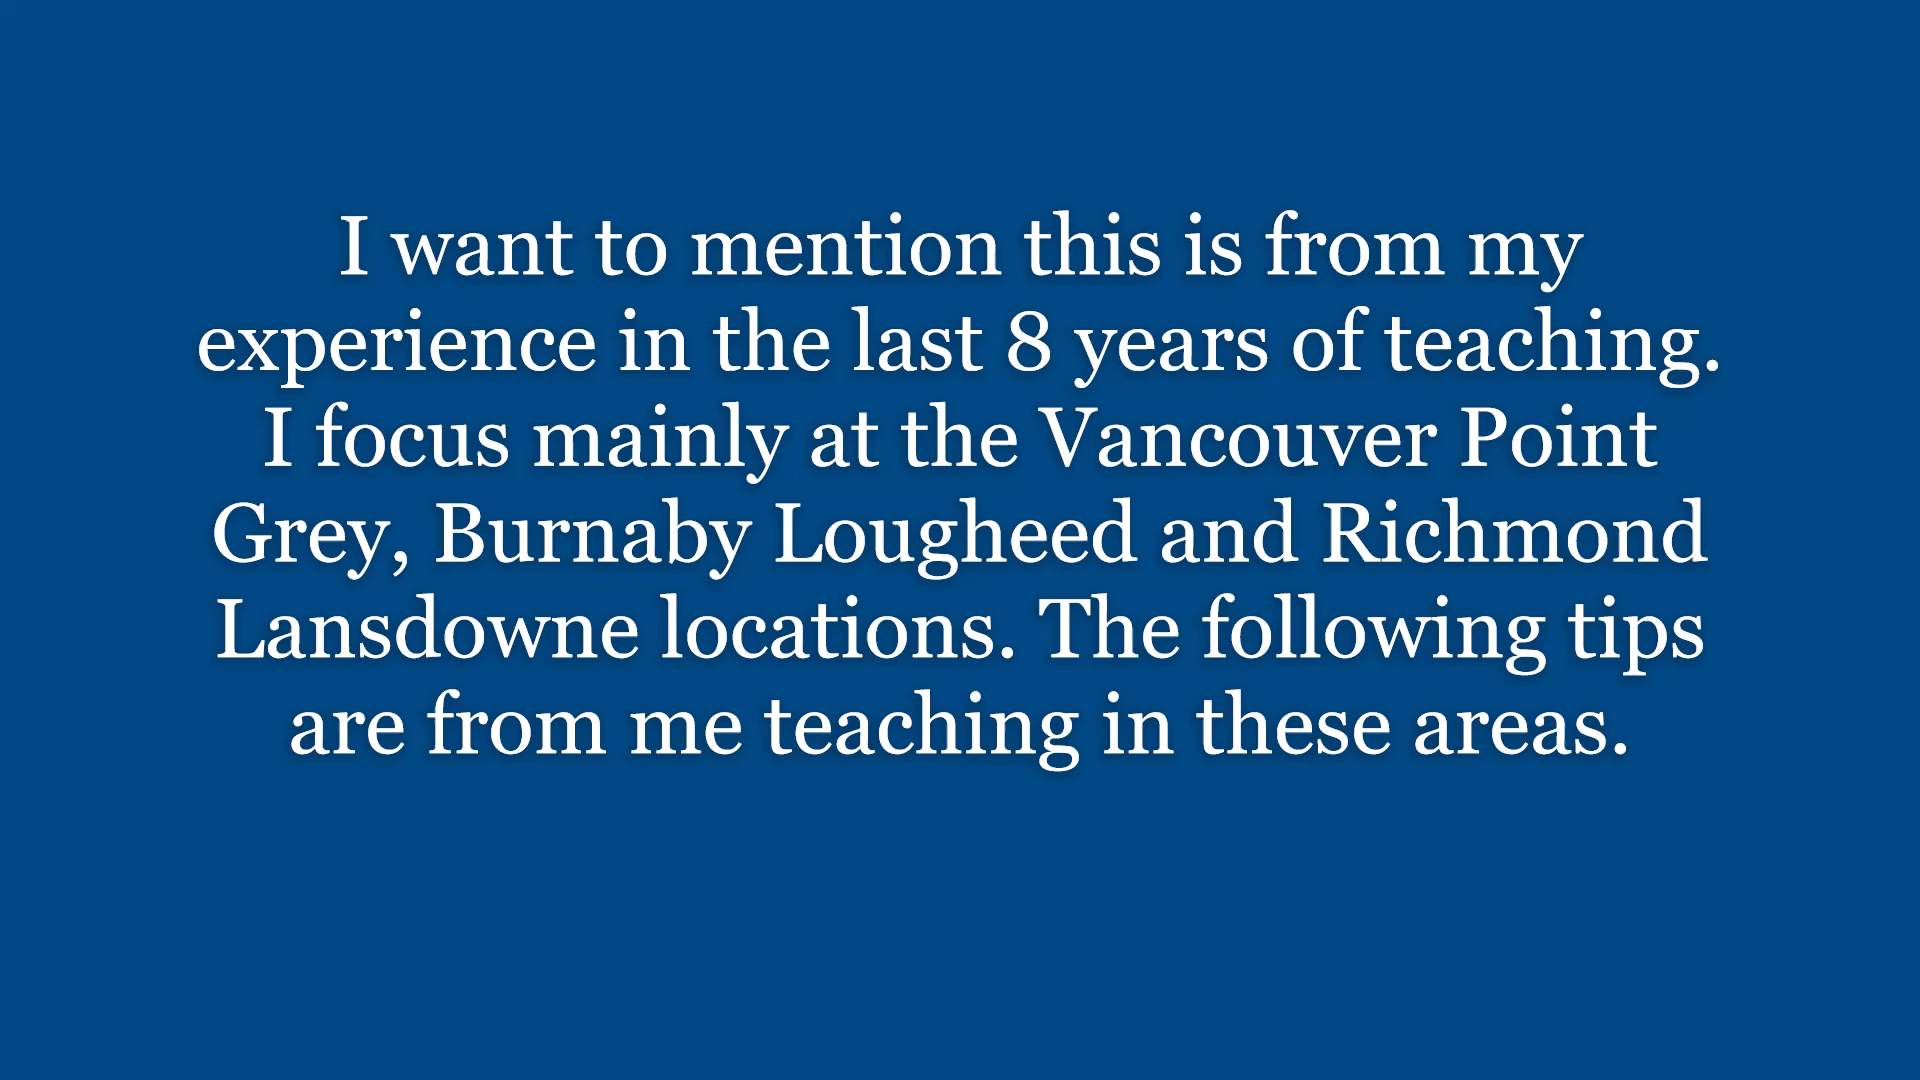 I want to mention this is from my
experience in the last 8 years of teaching.
I focus mainly at the Vancouver Point
Grey, Burnaby Lougheed and Richmond
Lansdowne locations. The following tips
are from me teaching in these areas.